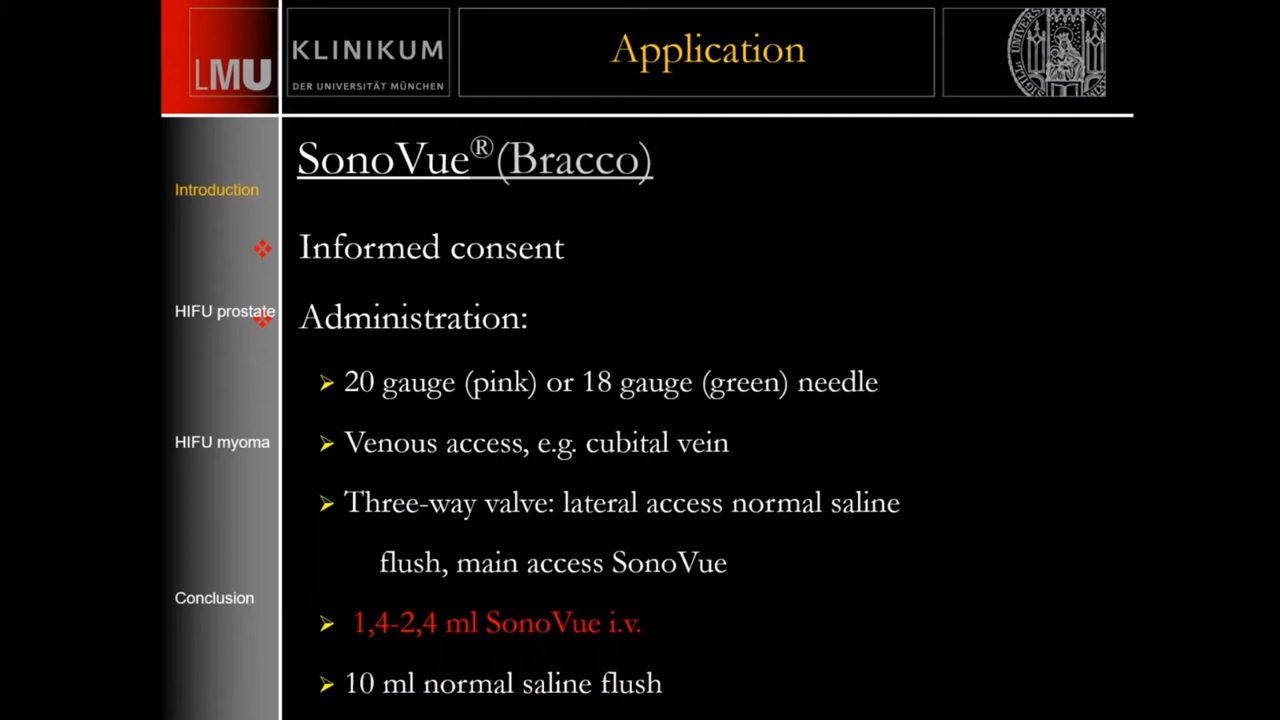 LMU
KLINIKUM
DER UNIVERSITÄT MÜNCHEN
Application
SonoVue®(Bracco)
Introduction
Informed consent
HIFU prostate
Administration:
20 gauge (pink) or 18 gauge (green) needle
HIFU myoma
Venous access, e.g. cubital vein
Three-way valve: lateral access normal saline
flush, main access SonoVue
Conclusion
1,4-2,4 ml SonoVue i.v.
10 ml normal saline flush